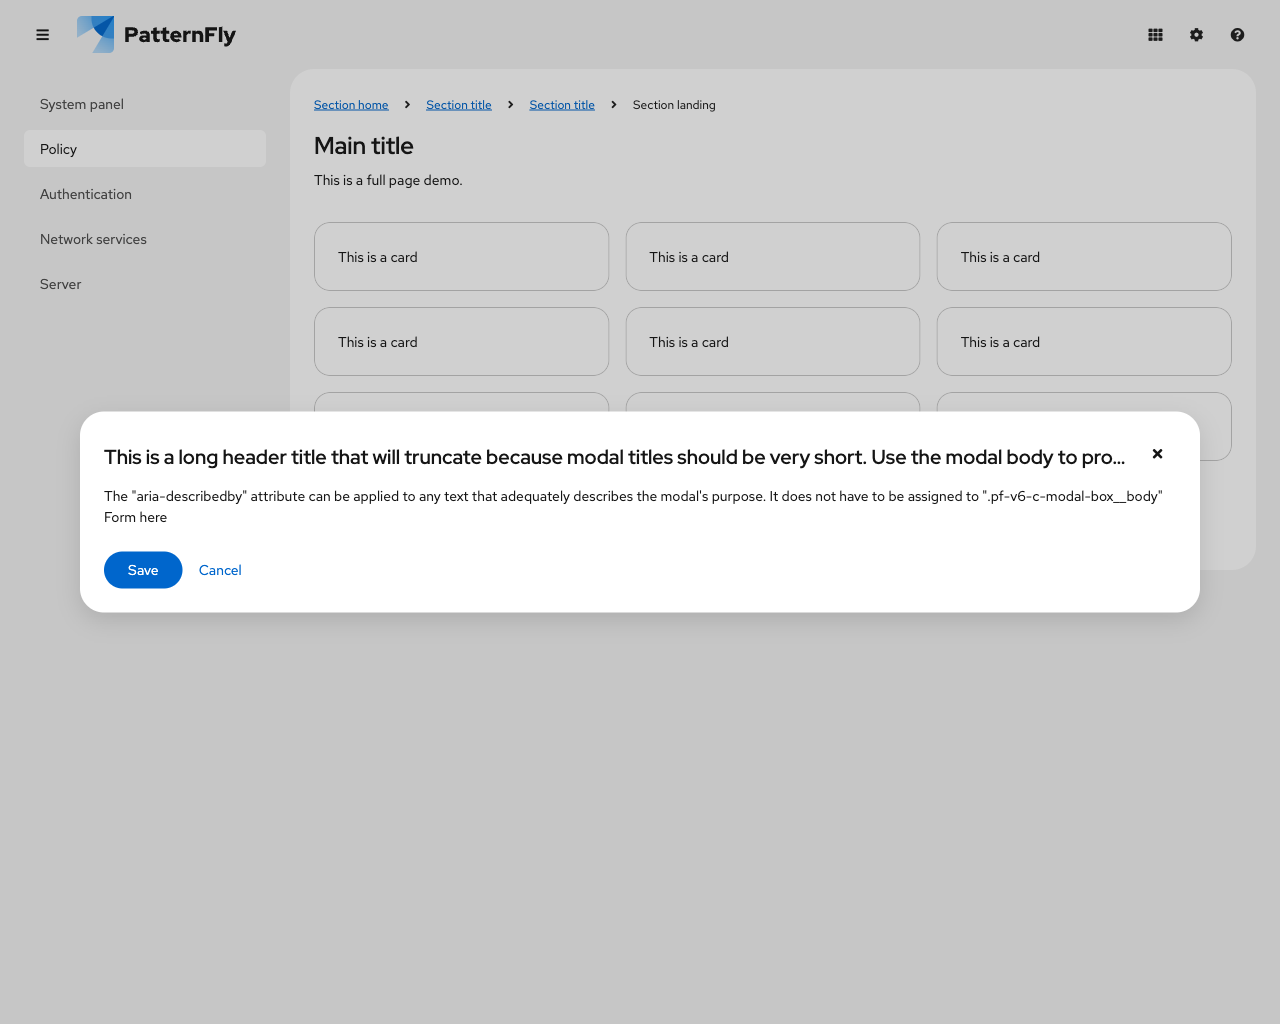 PatternFly
System panel
Policy
Authentication
Network services
Server
Section home
Section title
Section title
Section landing
Main title
This is a full page demo.
This is a card
This is a card
This is a card
This is a card
This is a card
This is a card
This is a long header title that will truncate because modal titles should be very short. Use the modal body to pro...
The "aria-describedby" attribute can be applied to any text that adequately describes the modal's purpose. It does not have to be assigned to ".pf-v6-c-modal-box__body"
Form here
Save
Cancel